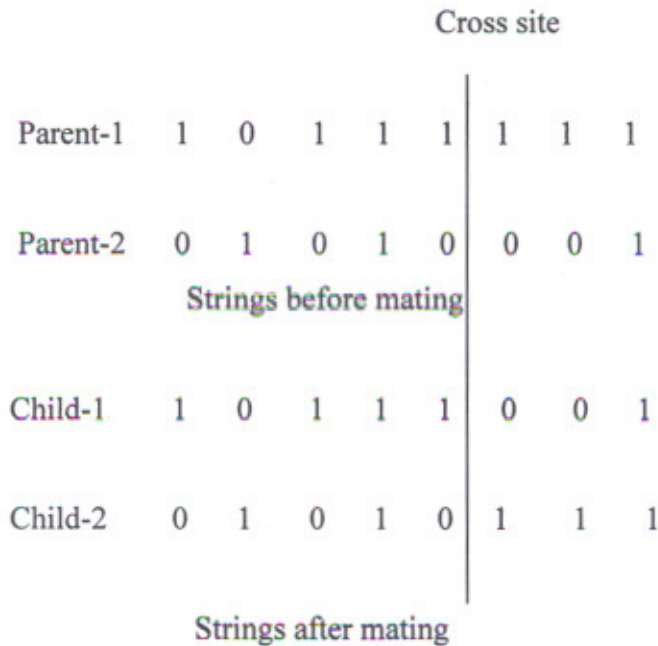 Cross site
Parent-1 1 0 1 1 1 1 1 1
Parent-2 0 1 0 1 0 0 0 1
Strings before mating
Child-1 1 0 1 1 1 0 0 1
Child-2 0 1 0 1 0 1 1 1
Strings after mating